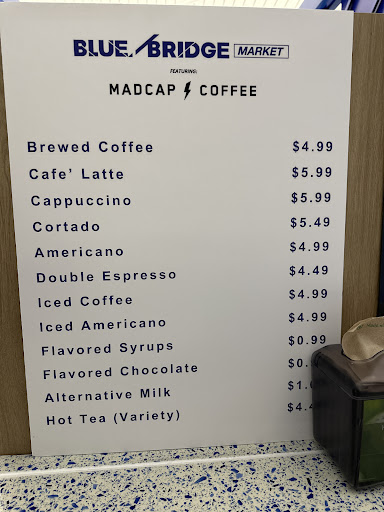 BLUE BRIDGE MARKET
FEATURING:
MADCAP COFFEE
Brewed Coffee $4.99
Cafe' Latte $5.99
Cappuccino $5.99
Cortado $5.49
Americano $4.99
Double Espresso $4.49
Iced Coffee $4.99
Iced Americano $4.99
Flavored Syrups $0.99
Flavored Chocolate
Alternative Milk
Hot Tea (Variety)